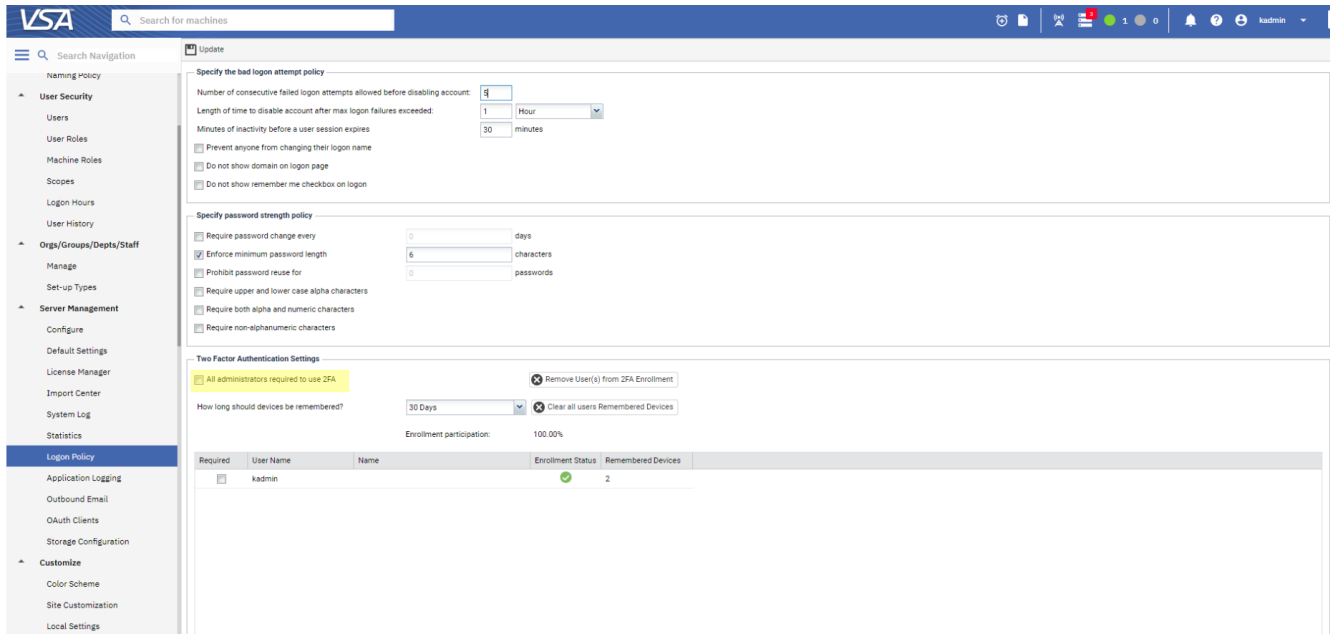 VSA
Search for machines
3
1
0
kadmin
Search Navigation
Update
Naming Policy
User Security
Users
User Roles
Machine Roles
Scopes
Logon Hours
User History
Orgs/Groups/Depts/Staff
Manage
Set-up Types
Server Management
Configure
Default Settings
License Manager
Import Center
System Log
Statistics
Logon Policy
Application Logging
Outbound Email
OAuth Clients
Storage Configuration
Customize
Color Scheme
Site Customization
Local Settings
Specify the bad logon attempt policy
Number of consecutive failed logon attempts allowed before disabling account: 5
Length of time to disable account after max logon failures exceeded: 1 Hour
Minutes of inactivity before a user session expires 30 minutes
Prevent anyone from changing their logon name
Do not show domain on logon page
Do not show remember me checkbox on logon
Specify password strength policy
Require password change every 0 days
Enforce minimum password length 6 characters
Prohibit password reuse for 0 passwords
Require upper and lower case alpha characters
Require both alpha and numeric characters
Require non-alphanumeric characters
Two Factor Authentication Settings
All administrators required to use 2FA Remove User(s) from 2FA Enrollment
How long should devices be remembered? 30 Days Clear all users Remembered Devices
Enrollment participation: 100.00%
Required User Name Name Enrollment Status Remembered Devices
kadmin 2